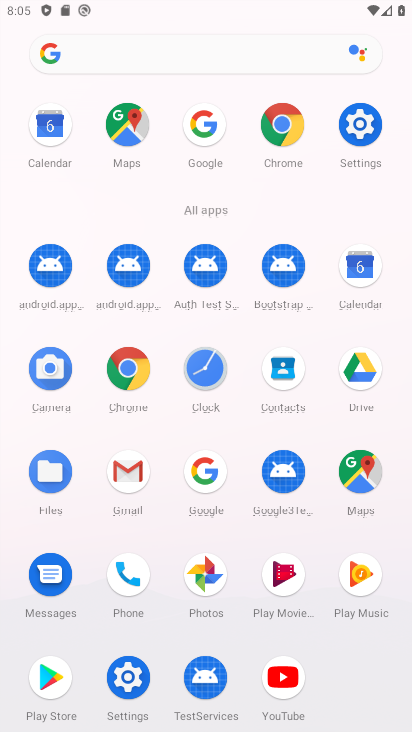 8:05
Calendar Maps Google Chrome Settings
All apps
android.app... android.app... Auth Test S... Bootstrap ... Calendar
Camera Chrome Clock Contacts Drive
Files Gmail Google Google3Te... Maps
Messages Phone Photos Play Movie... Play Music
Play Store Settings TestServices YouTube